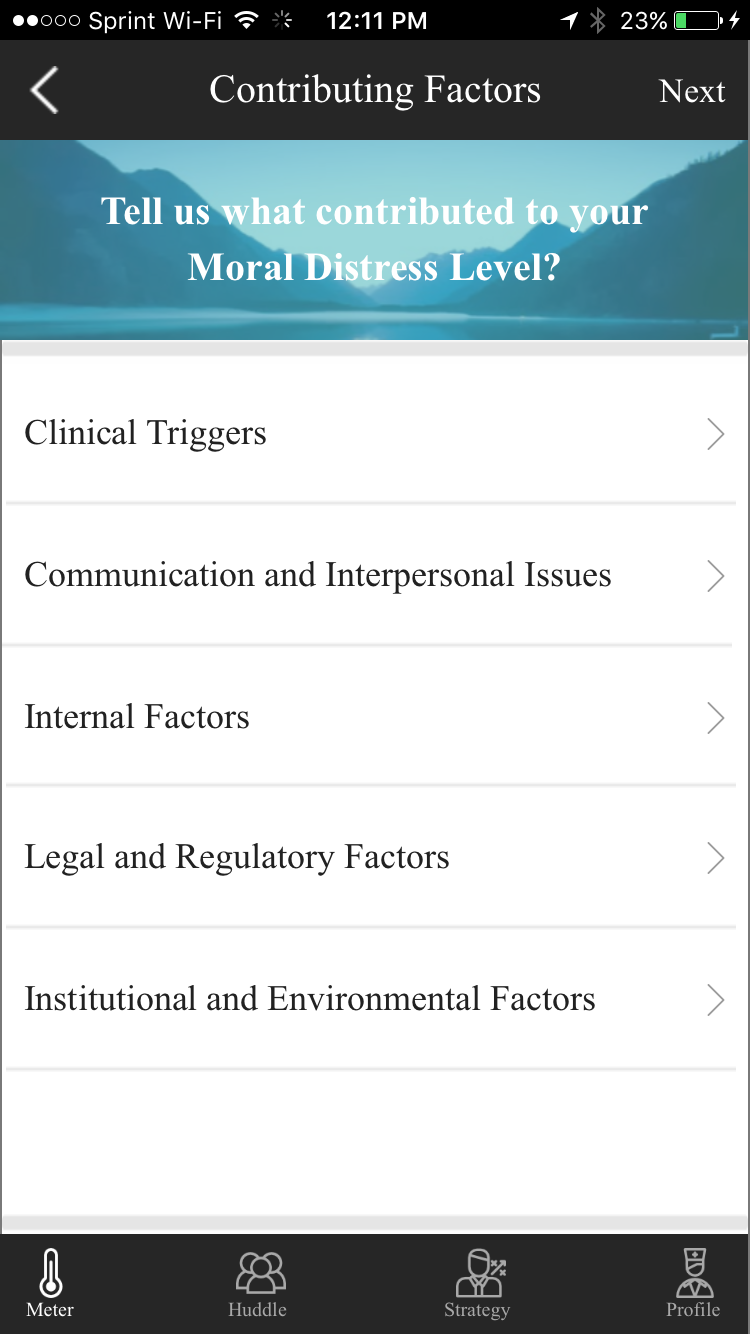 Sprint Wi-Fi 12:11 PM 23%
Contributing Factors Next
Tell us what contributed to your
Moral Distress Level?
Clinical Triggers
Communication and Interpersonal Issues
Internal Factors
Legal and Regulatory Factors
Institutional and Environmental Factors
Meter Huddle Strategy Profile